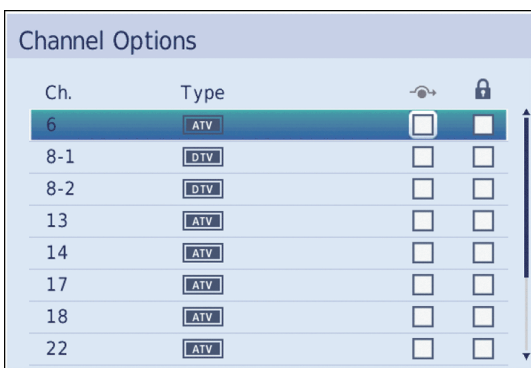 Channel Options
Ch. Type
6 ATV
8-1 DTV
8-2 DTV
13 ATV
14 ATV
17 ATV
18 ATV
22 ATV